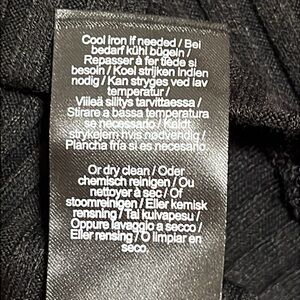 Cool iron if needed / Bei
bedarf kühl bügeln /
Repasser à fer tiède si
besoin / Koel strijken indien
nodig / Kan stryges ved lav
temperatur /
Viileä silitys tarvittaessa /
Stirare a bassa temperatura
se necessario / Kaldt
strykejern hvis nødvendig /
Plancha fría si es necesario.
Or dry clean / Oder
chemisch reinigen / Ou
nettoyer à sec / Of
stoomreinigen / Eller kemisk
rensning / Tai kuivapesu /
Oppure lavaggio a secco /
Eller rensing / O limpiar en
seco.